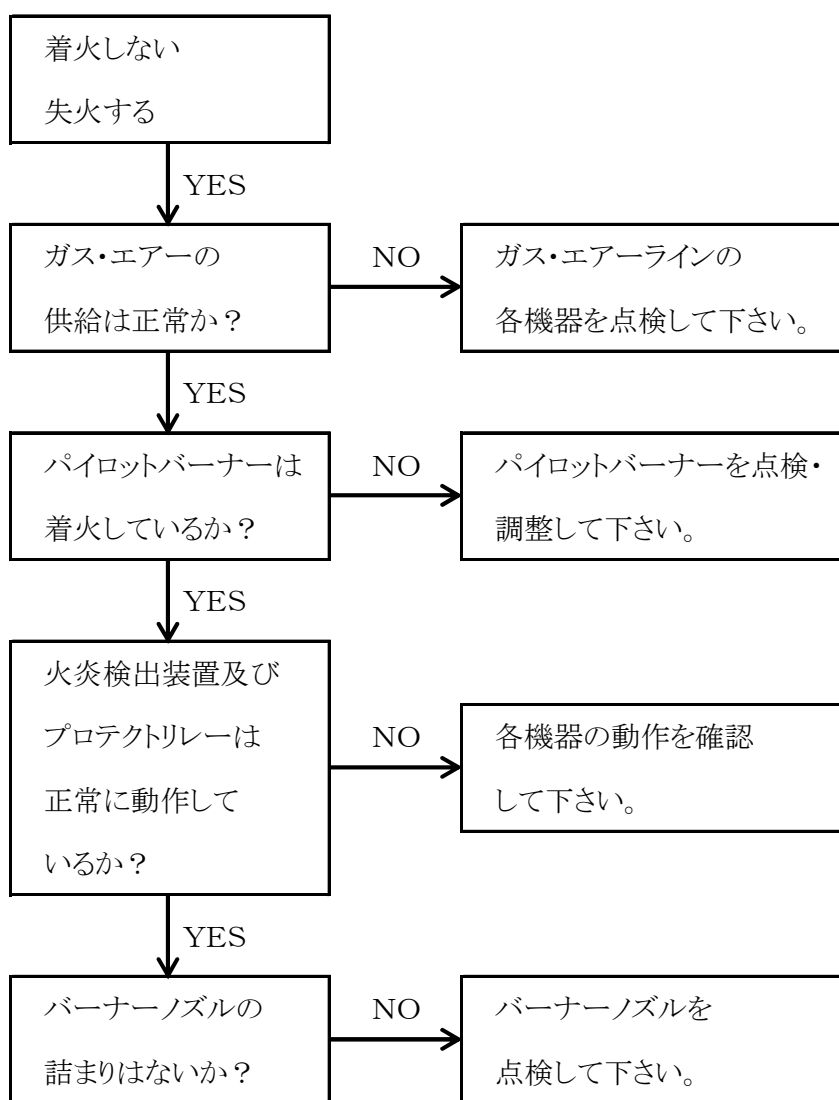 着火しない
失火する
YES
ガス・エアーの
供給は正常か？
NO
ガス・エアーラインの
各機器を点検して下さい。
YES
パイロットバーナーは
着火しているか？
NO
パイロットバーナーを点検・
調整して下さい。
YES
火炎検出装置及び
プロテクトリレーは
正常に動作して
いるか？
NO
各機器の動作を確認
して下さい。
YES
バーナーノズルの
詰まりはないか？
NO
バーナーノズルを
点検して下さい。